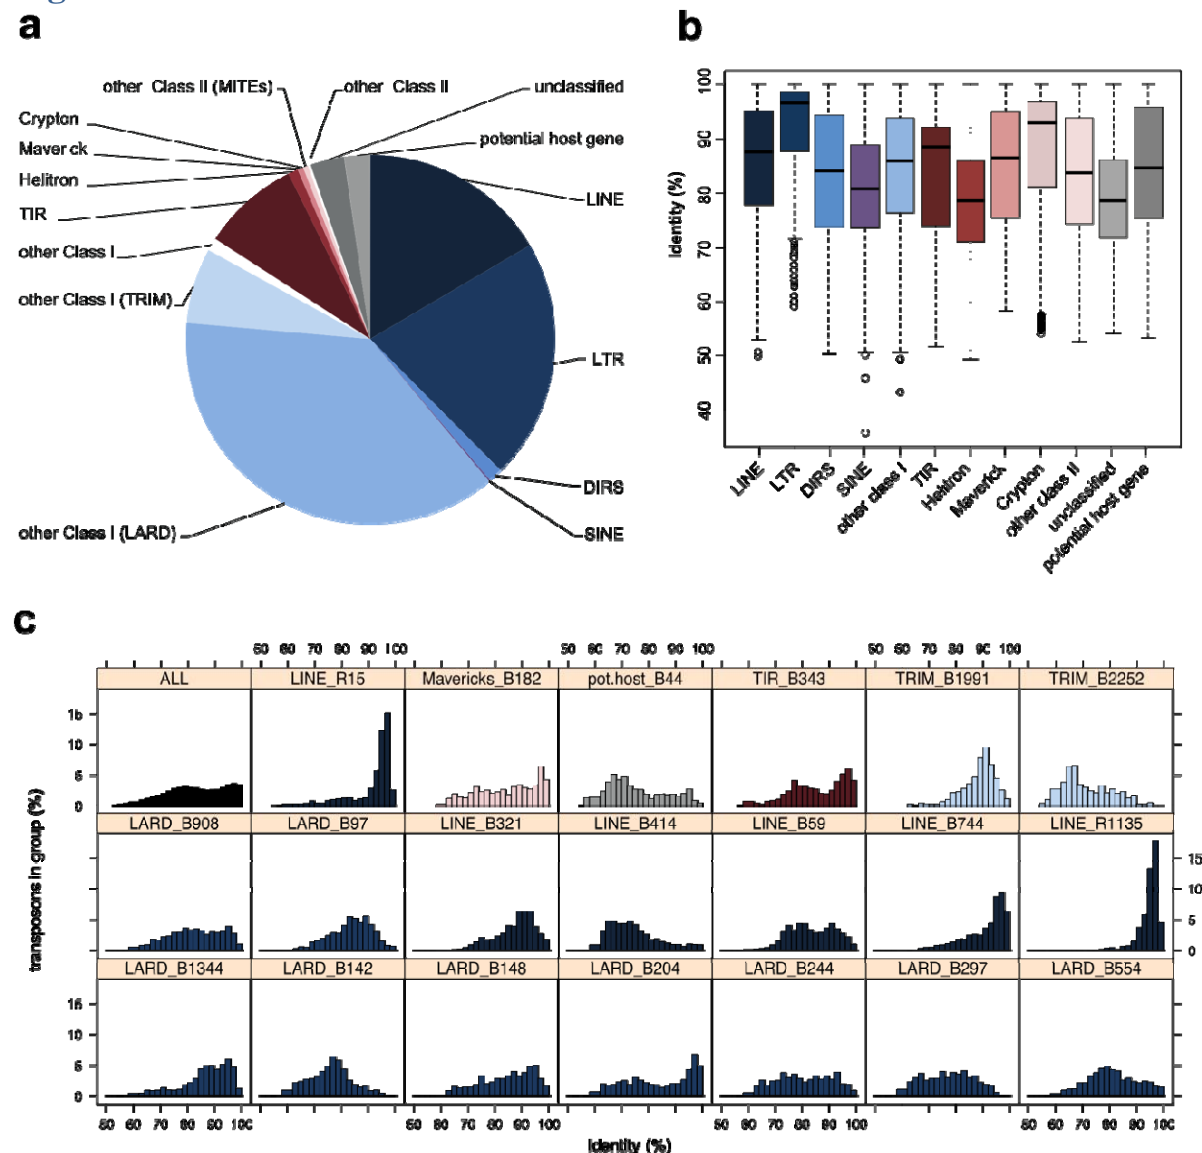 a
b
other Class II (MITEs)
other Class II
unclassified
Crypton
potential host gene
Maver ck
Helitron
LINE
TIR
other Class I
other Class I (TRIM)
LTR
DIRS
other Class I (LARD)
SINE
Identity (%)
100
90
80
70
60
50
40
LINE
LTR
DIRS
SINE
other class I
TIR
Helitron
Maverick
Crypton
other class II
unclassified
potential host gene
c
50 60 70 80 90 100 50 60 70 80 90 100 50 60 70 80 90 100
ALL LINE_R15 Mavericks_B182 pot.host_B44 TIR_B343 TRIM_B1991 TRIM_B2252
15
10
5
0
LARD_B908 LARD_B97 LINE_B321 LINE_B414 LINE_B59 LINE_B744 LINE_R1135
15
10
5
0
LARD_B1344 LARD_B142 LARD_B148 LARD_B204 LARD_B244 LARD_B297 LARD_B554
15
10
5
0
50 60 70 80 90 100 50 60 70 80 90 100 50 60 70 80 90 100 50 60 70 80 90 100
transposons in group (%)
Identity (%)